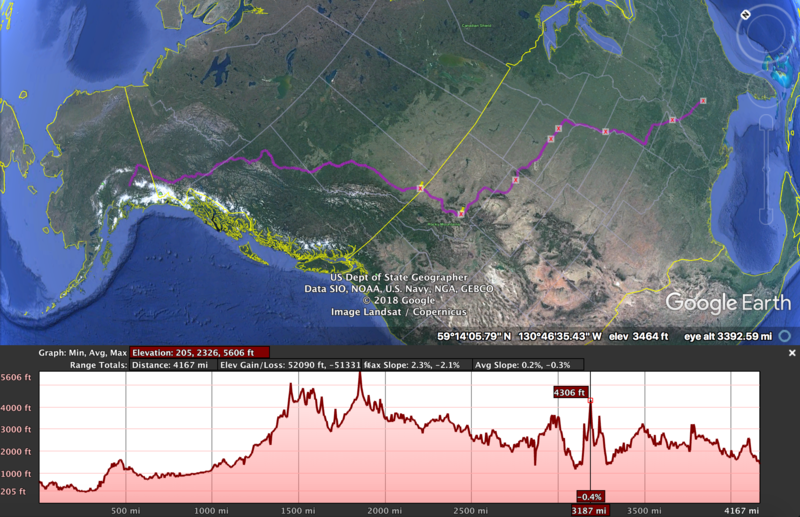 US Dept of State Geographer
Data SIO, NOAA, U.S. Navy, NGA, GEBCO
© 2018 Google
Image Landsat / Copernicus
Google Earth
59°14'05.79" N 130°46'35.43" W elev 3464 ft eye alt 3392.59 mi
Graph: Min, Avg, Max Elevation: 205, 2326, 5606 ft
Range Totals: Distance: 4167 mi Elev Gain/Loss: 52090 ft, -51331 ft Max Slope: 2.3%, -2.1% Avg Slope: 0.2%, -0.3%
5606 ft
4306 ft
4000 ft
3000 ft
2000 ft
1000 ft
205 ft
-0.4%
500 mi 1000 mi 1500 mi 2000 mi 2500 mi 3187 mi 3500 mi 4167 mi